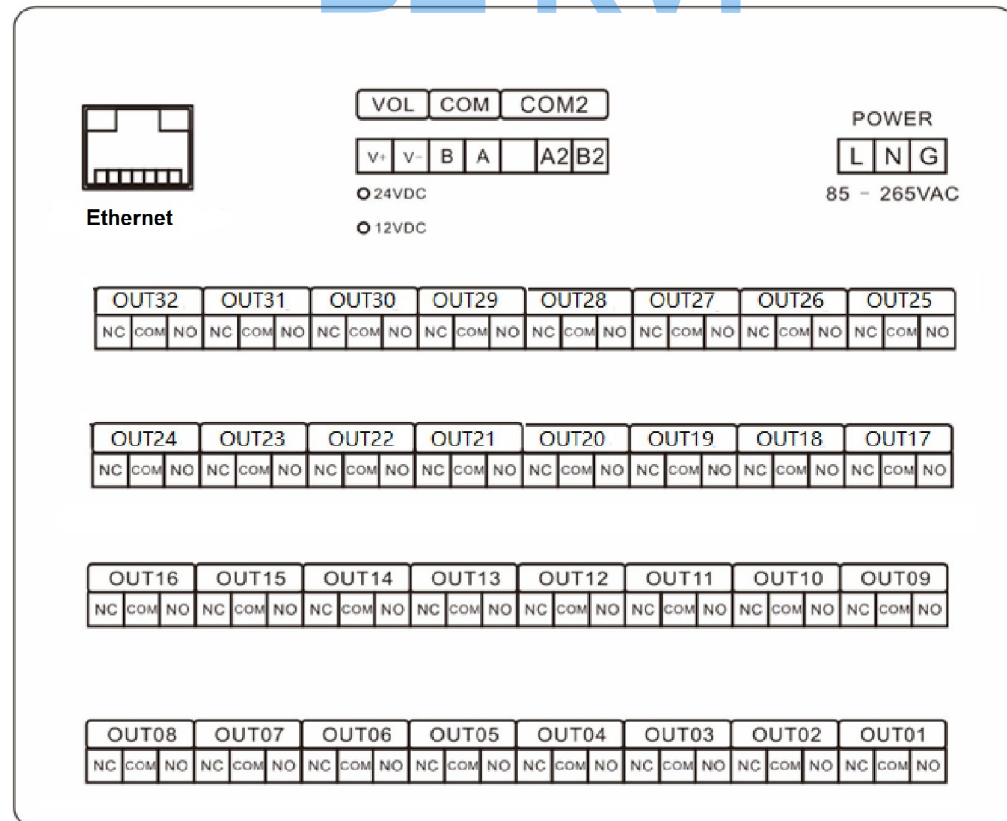 VOL COM COM2
POWER
V+ V- B A A2 B2
L N G
24VDC
85 - 265VAC
Ethernet
12VDC
OUT32 OUT31 OUT30 OUT29 OUT28 OUT27 OUT26 OUT25
NC COM NO NC COM NO NC COM NO NC COM NO NC COM NO NC COM NO NC COM NO NC COM NO
OUT24 OUT23 OUT22 OUT21 OUT20 OUT19 OUT18 OUT17
NC COM NO NC COM NO NC COM NO NC COM NO NC COM NO NC COM NO NC COM NO NC COM NO
OUT16 OUT15 OUT14 OUT13 OUT12 OUT11 OUT10 OUT09
NC COM NO NC COM NO NC COM NO NC COM NO NC COM NO NC COM NO NC COM NO NC COM NO
OUT08 OUT07 OUT06 OUT05 OUT04 OUT03 OUT02 OUT01
NC COM NO NC COM NO NC COM NO NC COM NO NC COM NO NC COM NO NC COM NO NC COM NO